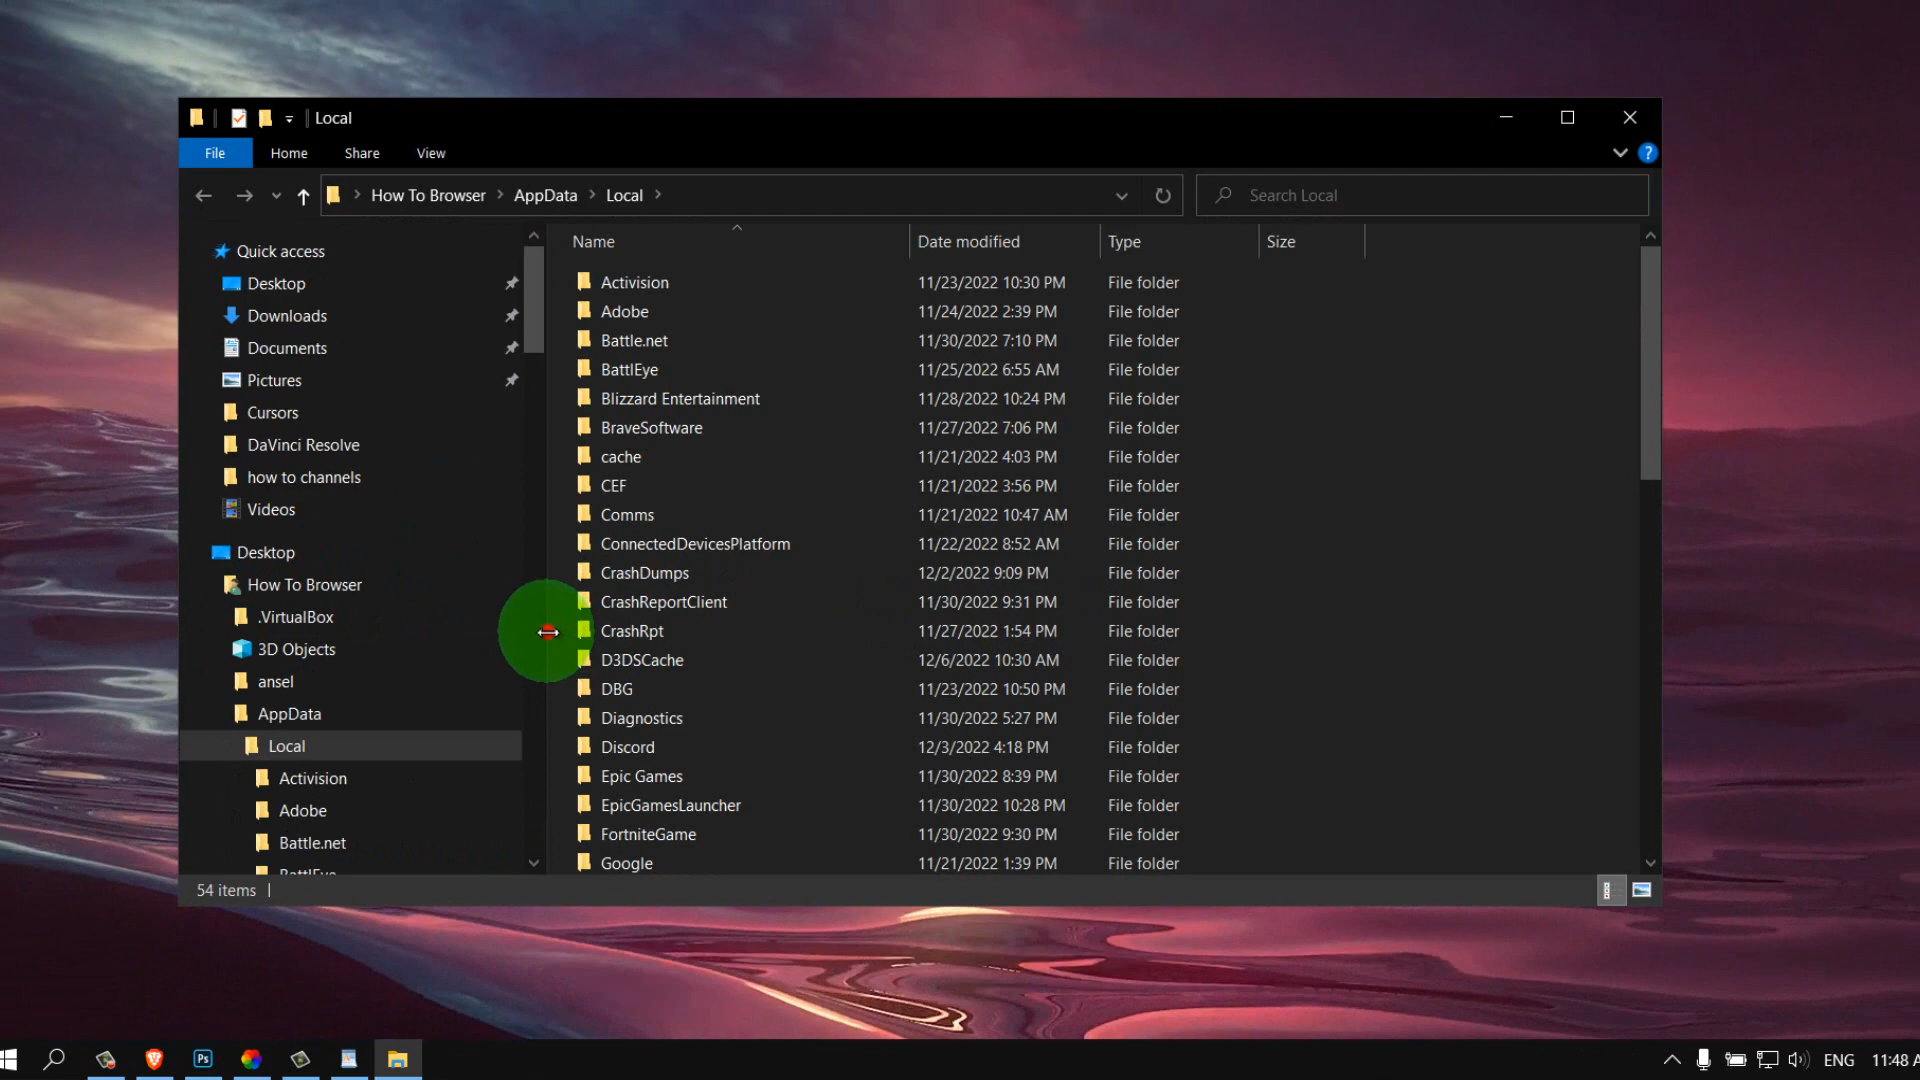 Local
File Home Share View
How To Browser AppData Local
Search Local
Name Date modified Type Size
Quick access
Desktop
Downloads
Documents
Pictures
Cursors
DaVinci Resolve
how to channels
Videos
Desktop
How To Browser
.VirtualBox
3D Objects
ansel
AppData
Local
Activision
Adobe
Battle.net
BattlEye
Activision 11/23/2022 10:30 PM File folder
Adobe 11/24/2022 2:39 PM File folder
Battle.net 11/30/2022 7:10 PM File folder
BattlEye 11/25/2022 6:55 AM File folder
Blizzard Entertainment 11/28/2022 10:24 PM File folder
BraveSoftware 11/27/2022 7:06 PM File folder
cache 11/21/2022 4:03 PM File folder
CEF 11/21/2022 3:56 PM File folder
Comms 11/21/2022 10:47 AM File folder
ConnectedDevicesPlatform 11/22/2022 8:52 AM File folder
CrashDumps 12/2/2022 9:09 PM File folder
CrashReportClient 11/30/2022 9:31 PM File folder
CrashRpt 11/27/2022 1:54 PM File folder
D3DSCache 12/6/2022 10:30 AM File folder
DBG 11/23/2022 10:50 PM File folder
Diagnostics 11/30/2022 5:27 PM File folder
Discord 12/3/2022 4:18 PM File folder
Epic Games 11/30/2022 8:39 PM File folder
EpicGamesLauncher 11/30/2022 10:28 PM File folder
FortniteGame 11/30/2022 9:30 PM File folder
Google 11/21/2022 1:39 PM File folder
54 items
Ps
ENG 11:48 A